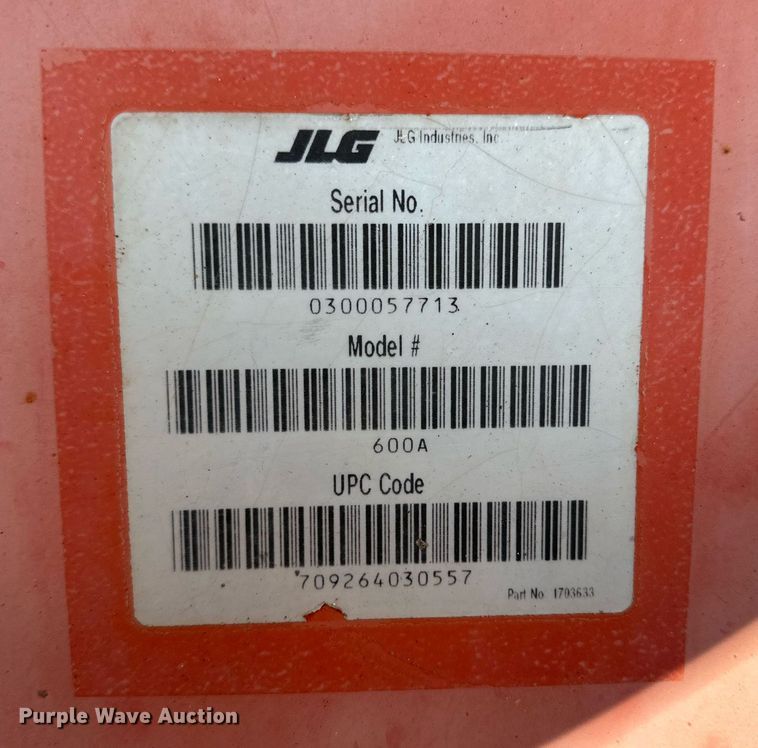 JLG JLG Industries, Inc.
Serial No.
0300057713
Model #
600A
UPC Code
709264030557
Part No 1703633
Purple Wave Auction